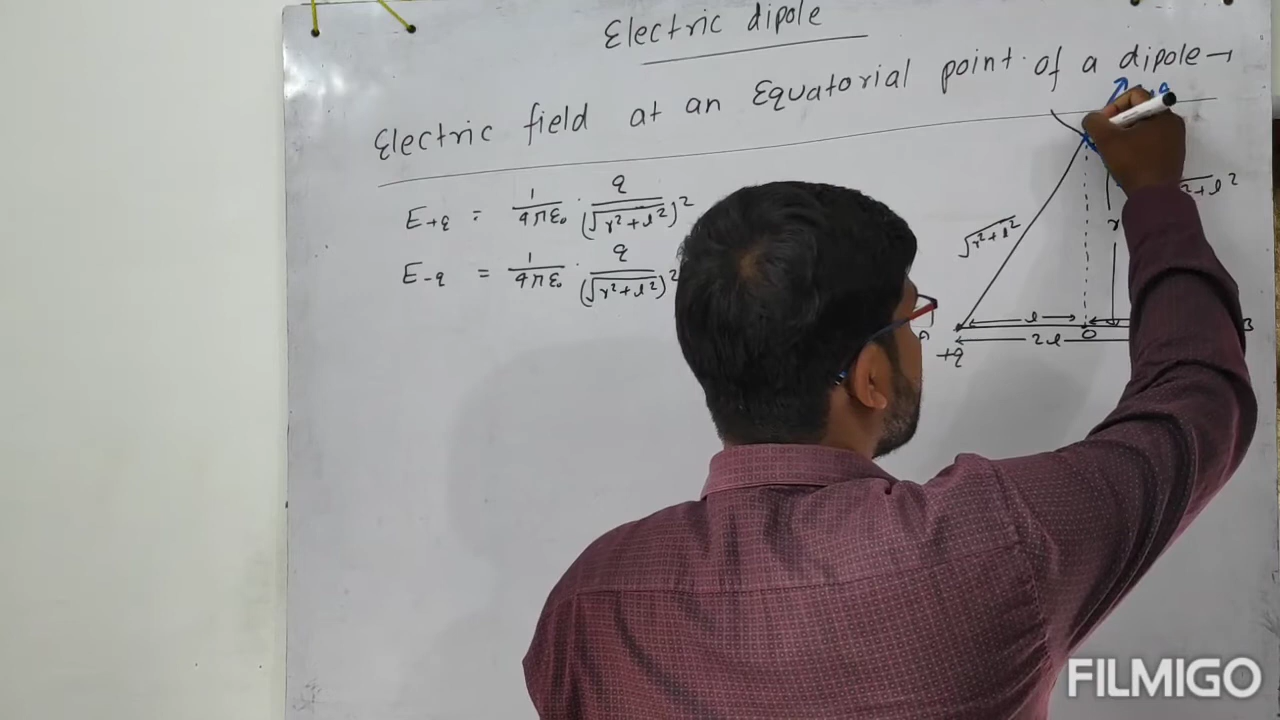 Electric dipole
Electric field at an Equatorial point of a dipole →
E+q = 1/4πε₀ · q/(√r²+l²)²
E-q = 1/4πε₀ · q/(√r²+l²)²
√r²+l²
r
l
O
2l
A
B
+q
FILMIGO